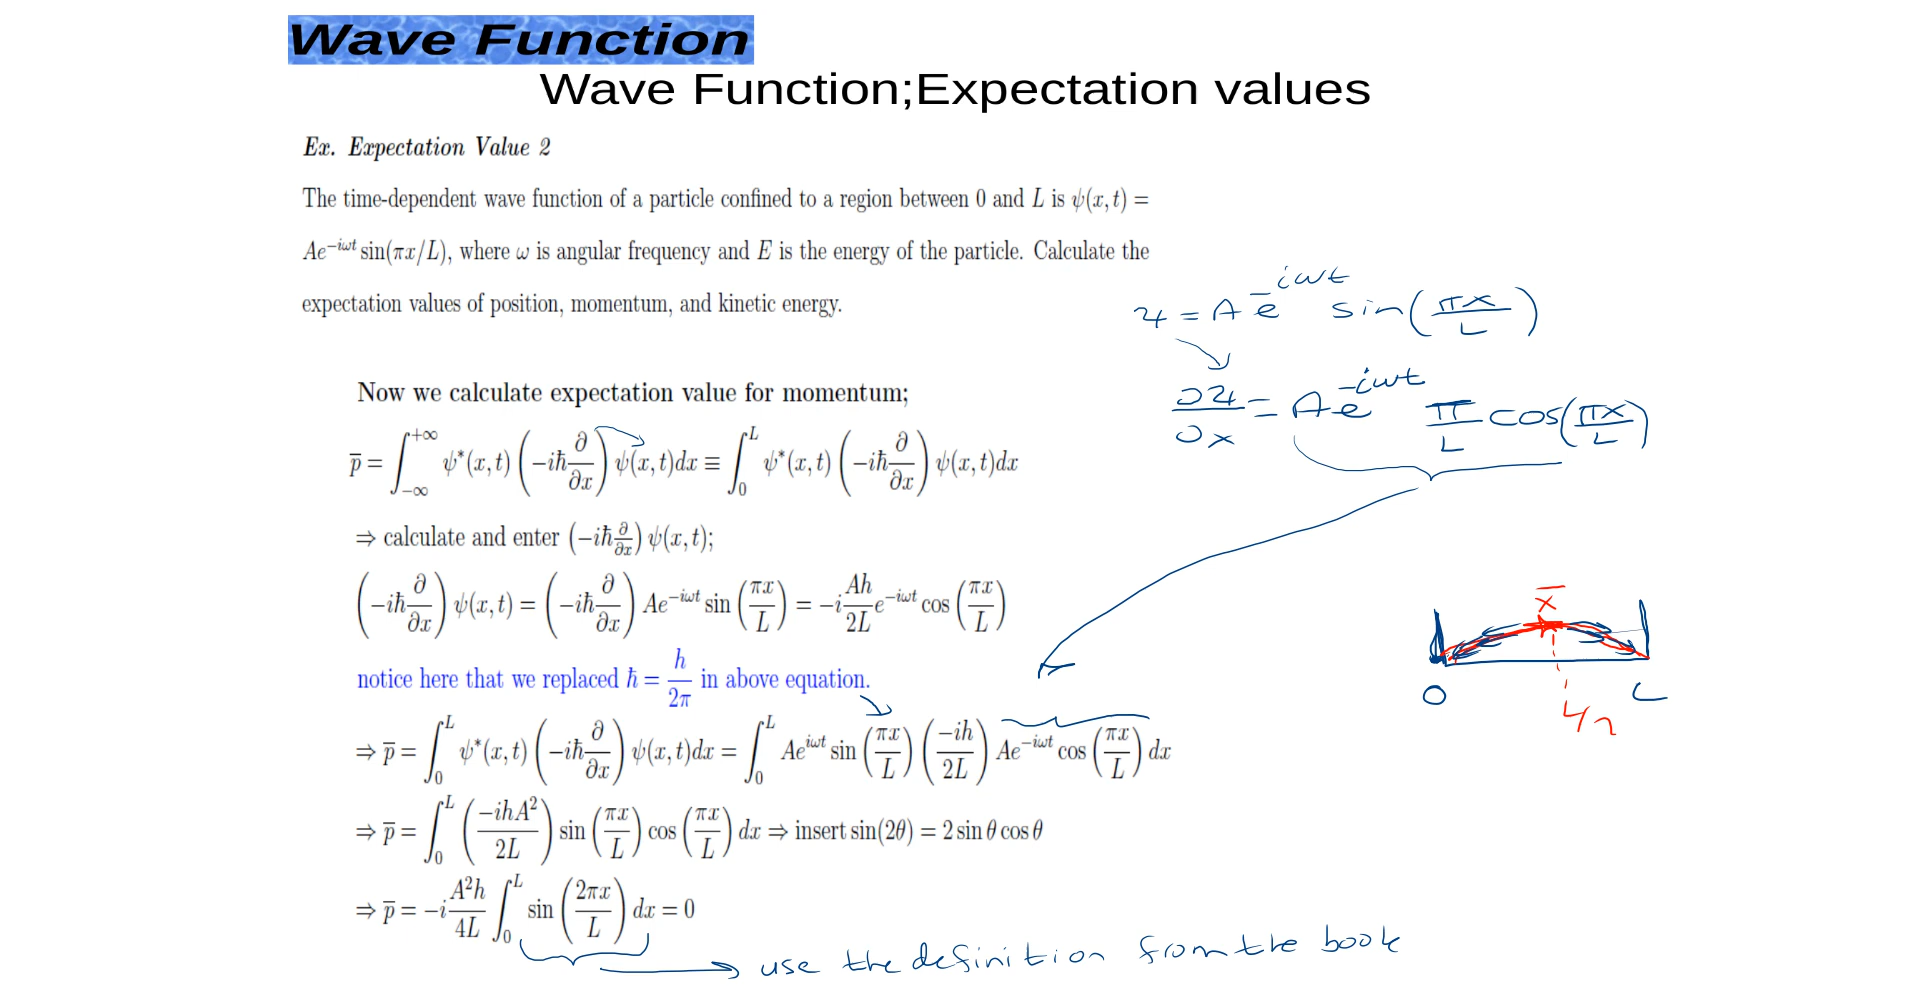 Wave Function
Wave Function;Expectation values
Ex. Expectation Value 2
The time-dependent wave function of a particle confined to a region between 0 and L is ψ(x, t) =
Ae^{−iωt} sin(πx/L), where ω is angular frequency and E is the energy of the particle. Calculate the
expectation values of position, momentum, and kinetic energy.
ψ = A e^{−iωt} sin(πx/L)
Now we calculate expectation value for momentum;
∂ψ/∂x = A e^{−iωt} π/L cos(πx/L)
p̅ = ∫_{−∞}^{+∞} ψ*(x, t) (−iħ ∂/∂x) ψ(x, t)dx ≡ ∫_0^L ψ*(x, t) (−iħ ∂/∂x) ψ(x, t)dx
⇒ calculate and enter (−iħ ∂/∂x) ψ(x, t);
(−iħ ∂/∂x) ψ(x, t) = (−iħ ∂/∂x) Ae^{−iωt} sin (πx/L) = −i Ah/2L e^{−iωt} cos (πx/L)
x̅
notice here that we replaced ħ = h/2π in above equation.
0 L
L/2
⇒ p̅ = ∫_0^L ψ*(x, t) (−iħ ∂/∂x) ψ(x, t)dx = ∫_0^L Ae^{iωt} sin (πx/L) (−ih/2L) Ae^{−iωt} cos (πx/L) dx
⇒ p̅ = ∫_0^L (−ihA²/2L) sin (πx/L) cos (πx/L) dx ⇒ insert sin(2θ) = 2 sin θ cos θ
⇒ p̅ = −i A²h/4L ∫_0^L sin (2πx/L) dx = 0
use the definition from the book